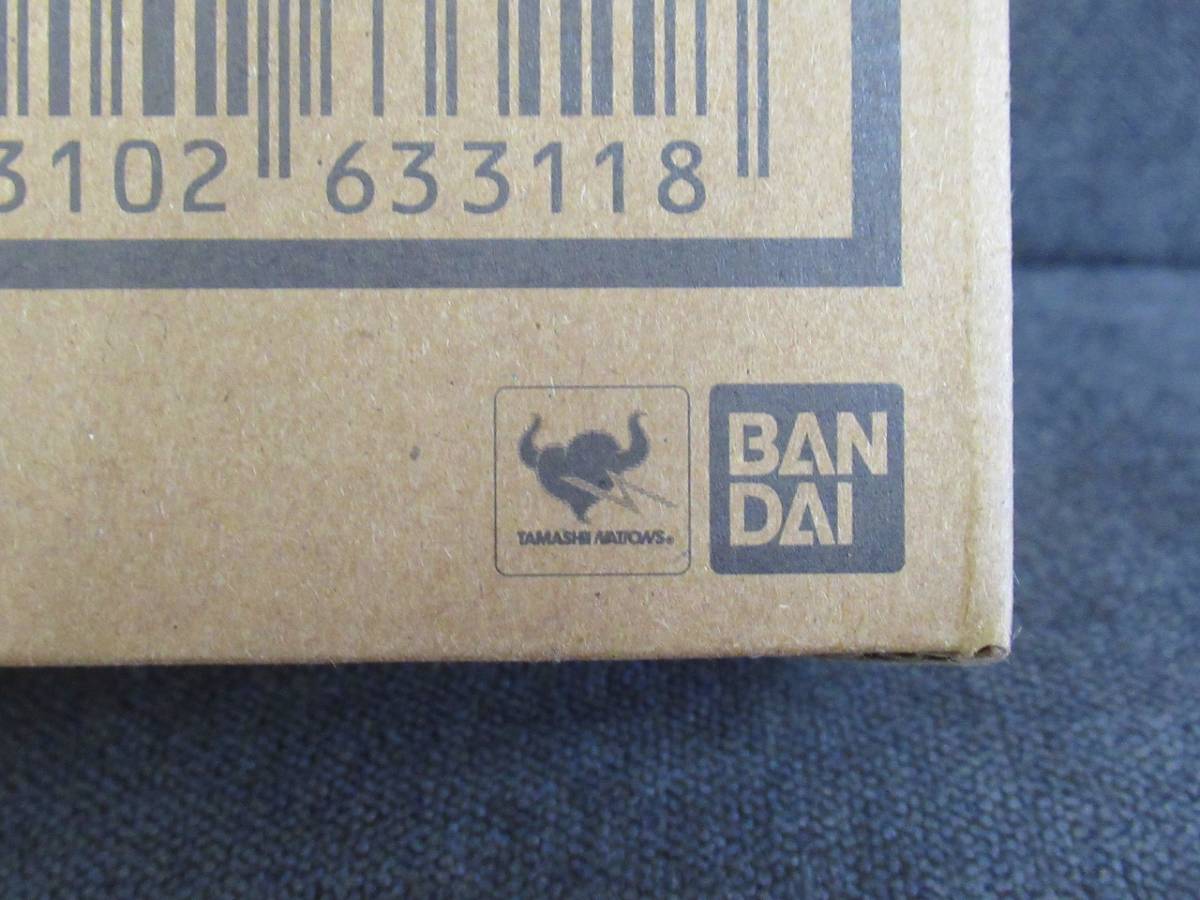 3102 633118
TAMASHII NATIONS®
BAN
DAI